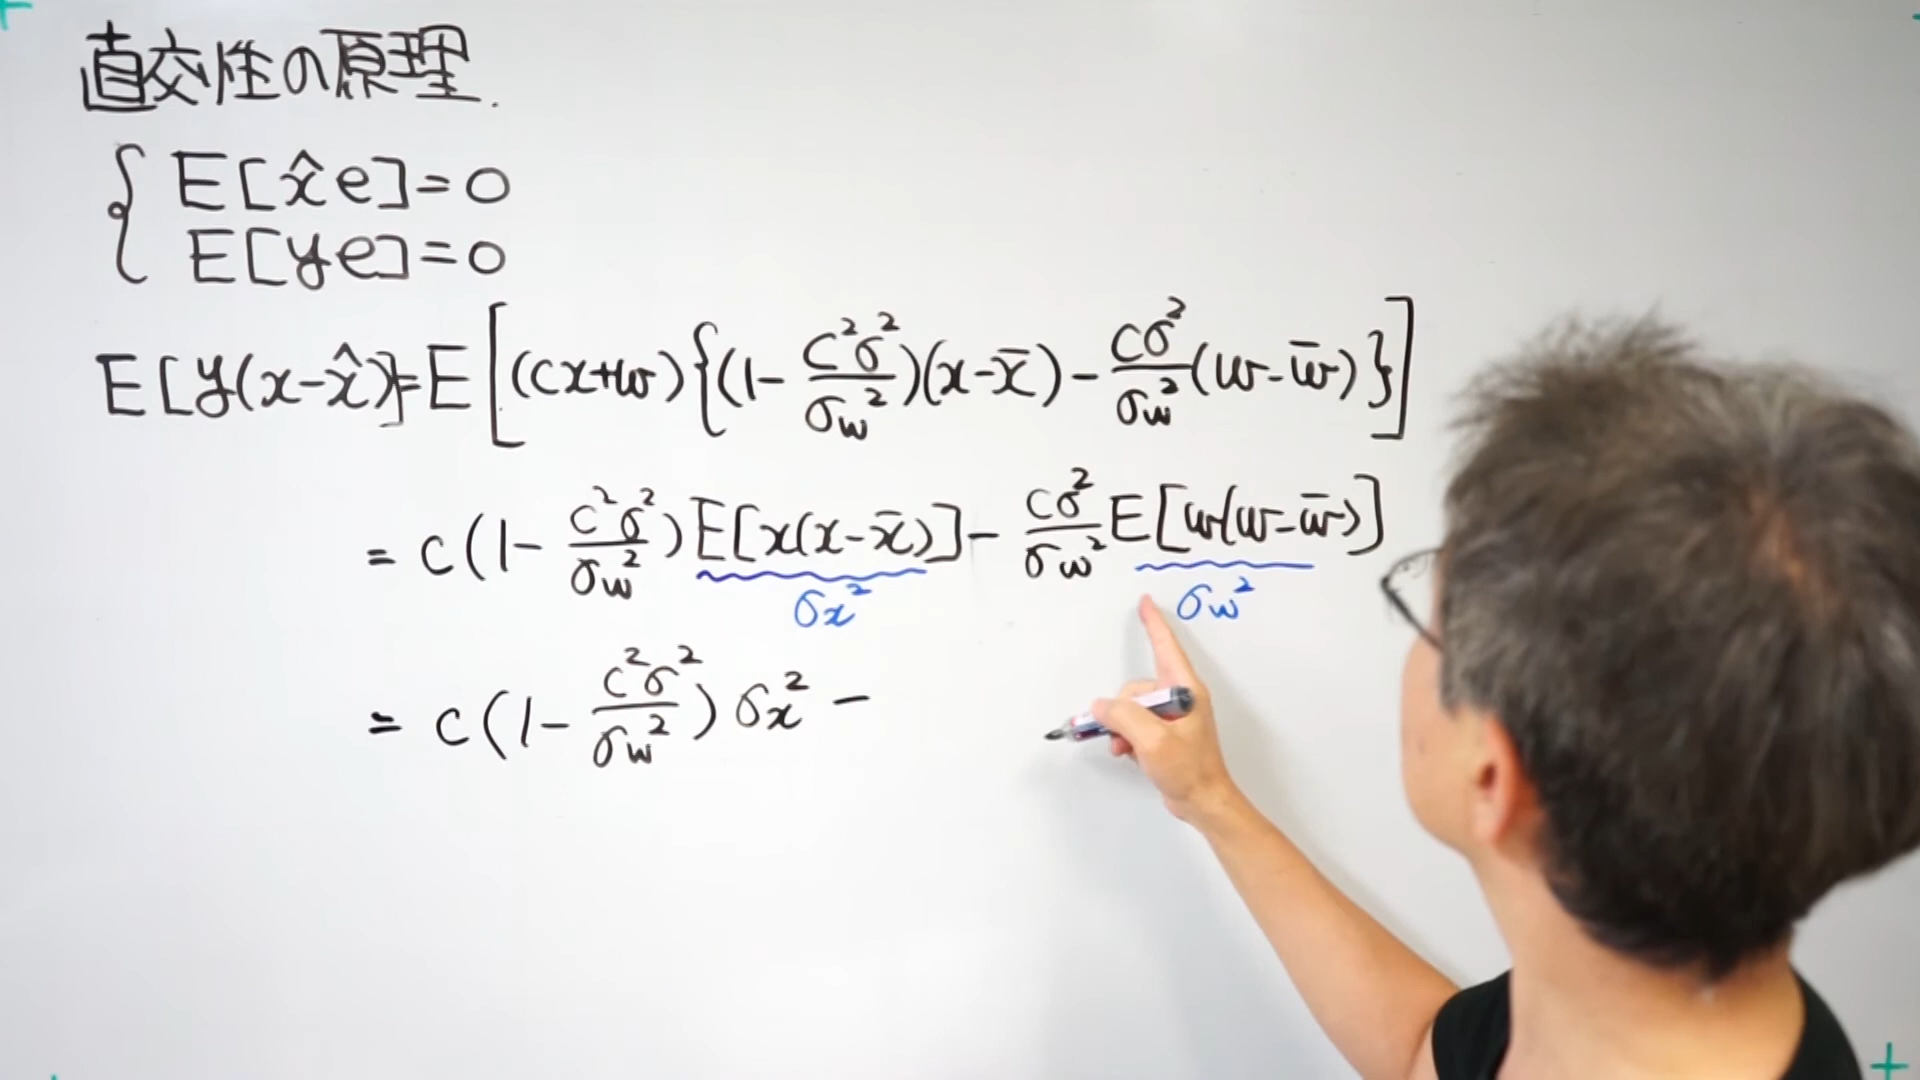 直交性の原理.
{ E[x̂e]=0
E[ye]=0
E[y(x-x̂)]=E[(cx+w){(1-c²σ²/σw²)(x-x̄)-cσ²/σw²(w-w̄)}]
= c(1-c²σ²/σw²)E[x(x-x̄)]-cσ²/σw²E[w(w-w̄)]
σx² σw²
= c(1-c²σ²/σw²)σx²-